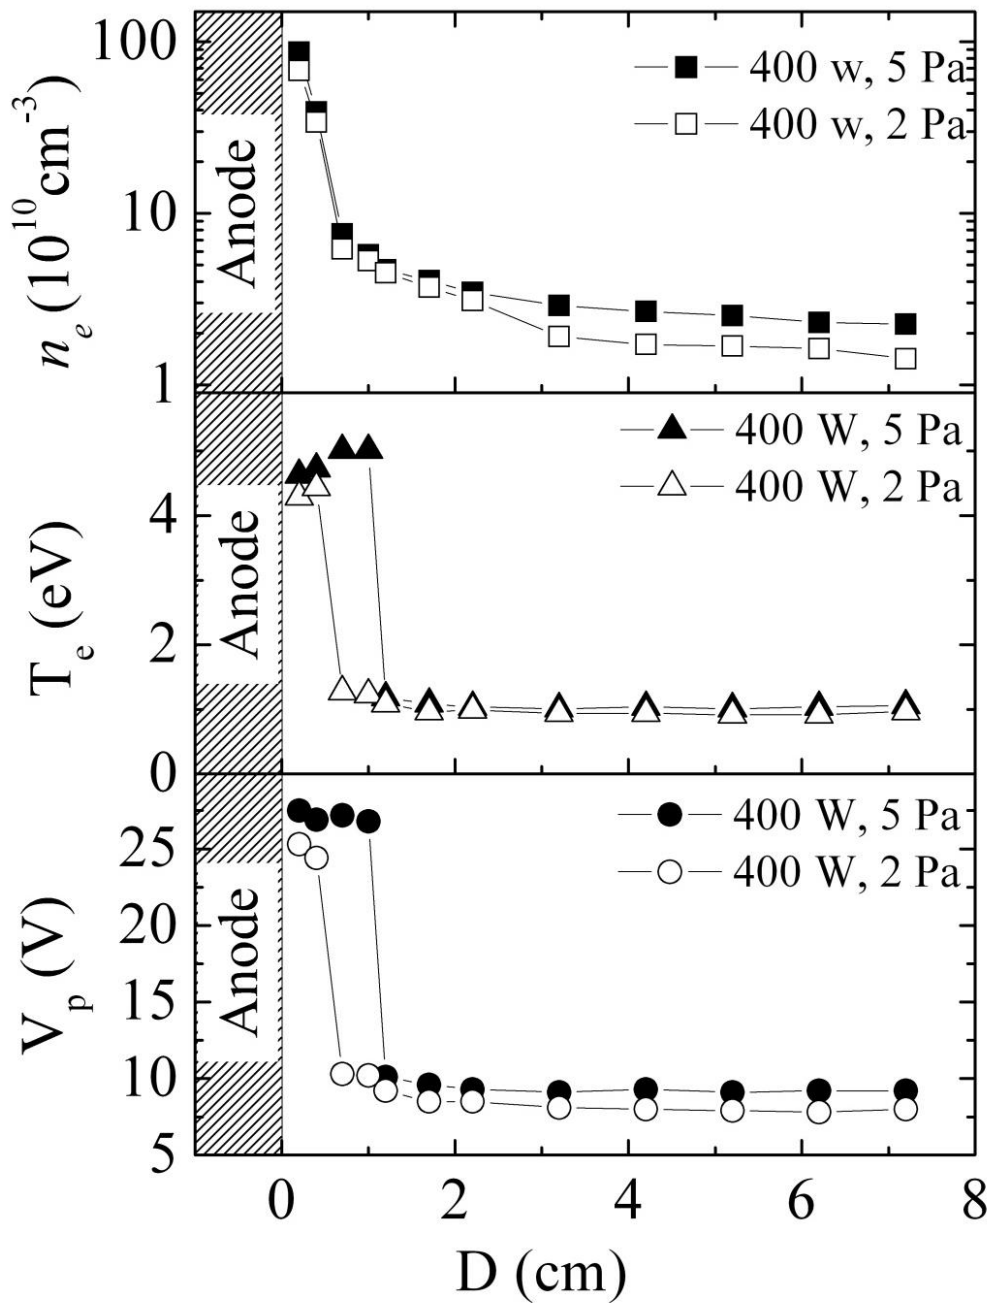 100
10
1
n_e (10^10 cm^-3)
Anode
400 w, 5 Pa
400 w, 2 Pa
4
2
0
T_e (eV)
Anode
400 W, 5 Pa
400 W, 2 Pa
25
20
15
10
5
V_p (V)
Anode
400 W, 5 Pa
400 W, 2 Pa
0 2 4 6 8
D (cm)